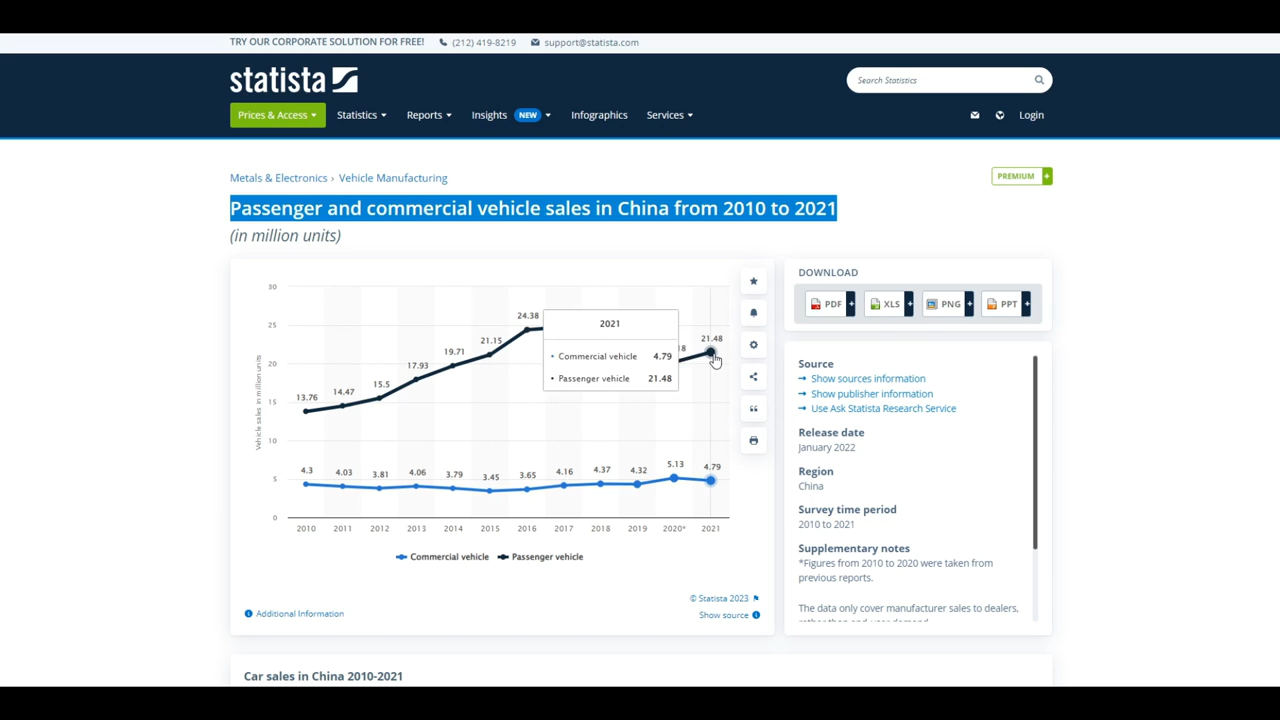 TRY OUR CORPORATE SOLUTION FOR FREE! (212) 419-8219 support@statista.com
statista
Search Statistics
Prices & Access Statistics Reports Insights NEW Infographics Services Login
Metals & Electronics › Vehicle Manufacturing
PREMIUM +
Passenger and commercial vehicle sales in China from 2010 to 2021
(in million units)
Vehicle sales in million units
30
25
20
15
10
5
0
13.76 14.47 15.5 17.93 19.71 21.15 24.38 21.48
2021
Commercial vehicle 4.79
Passenger vehicle 21.48
4.3 4.03 3.81 4.06 3.79 3.45 3.65 4.16 4.37 4.32 5.13 4.79
2010 2011 2012 2013 2014 2015 2016 2017 2018 2019 2020* 2021
Commercial vehicle Passenger vehicle
© Statista 2023
Additional Information
Show source
DOWNLOAD
PDF + XLS + PNG + PPT +
Source
→ Show sources information
→ Show publisher information
→ Use Ask Statista Research Service
Release date
January 2022
Region
China
Survey time period
2010 to 2021
Supplementary notes
*Figures from 2010 to 2020 were taken from
previous reports.
The data only cover manufacturer sales to dealers,
Car sales in China 2010-2021